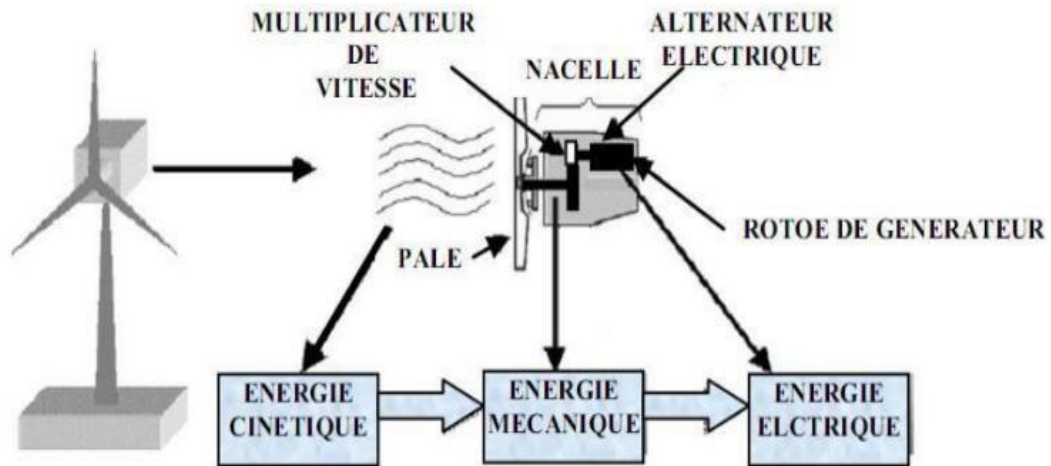 MULTIPLICATEUR
DE
VITESSE
ALTERNATEUR
ELECTRIQUE
NACELLE
PALE
ROTOE DE GENERATEUR
ENERGIE
CINETIQUE
ENERGIE
MECANIQUE
ENERGIE
ELCTRIQUE